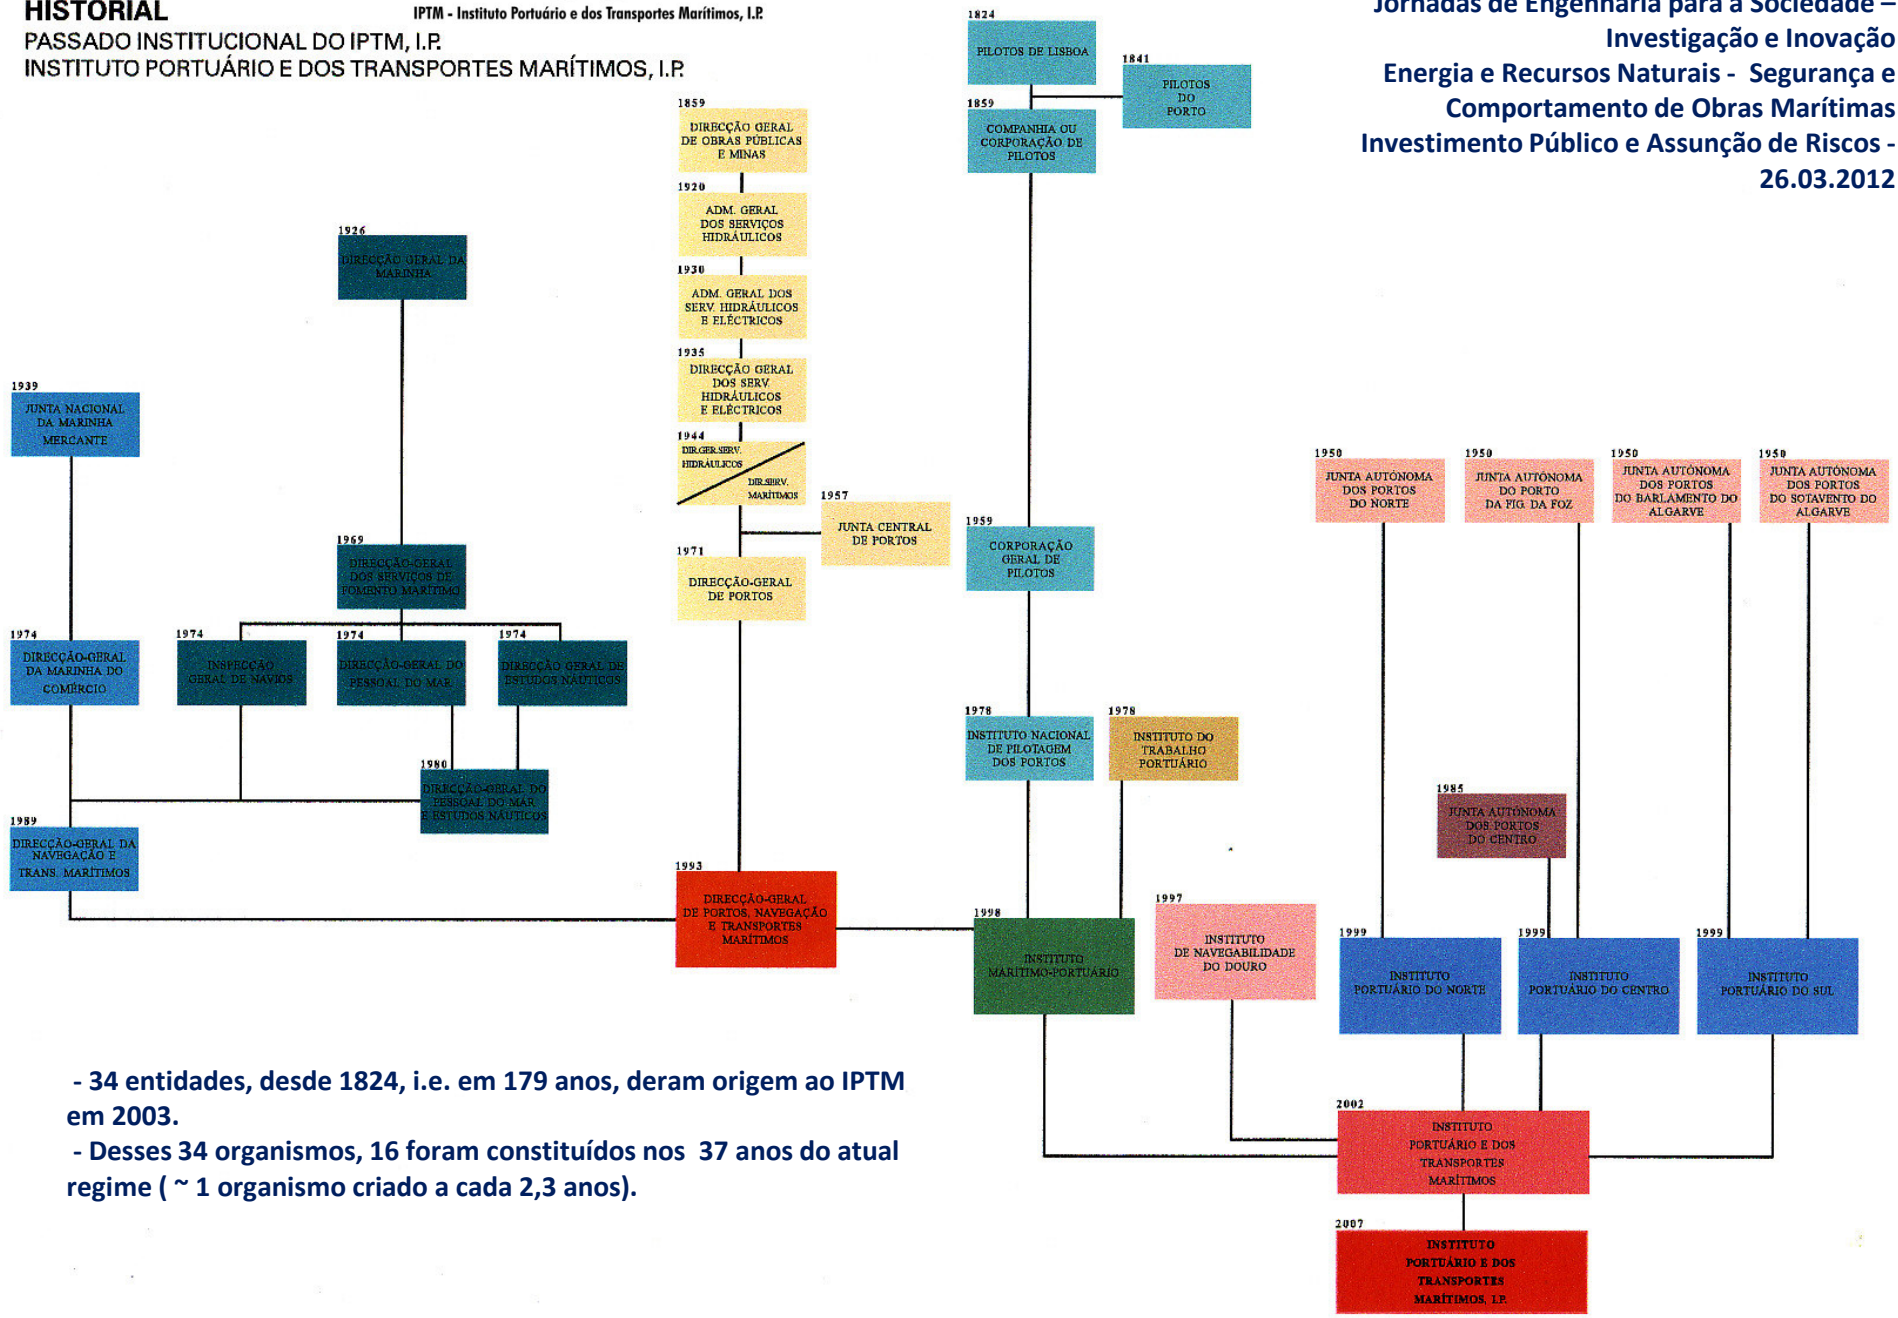 HISTORIAL
IPTM - Instituto Portuário e dos Transportes Marítimos, I.P.
PASSADO INSTITUCIONAL DO IPTM, I.P.
INSTITUTO PORTUÁRIO E DOS TRANSPORTES MARÍTIMOS, I.P.
Jornadas de Engenharia para a Sociedade –
Investigação e Inovação
Energia e Recursos Naturais - Segurança e
Comportamento de Obras Marítimas
Investimento Público e Assunção de Riscos -
26.03.2012
1824
PILOTOS DE LISBOA
1841
PILOTOS
DO
PORTO
1859
DIRECÇÃO GERAL
DE OBRAS PÚBLICAS
E MINAS
1859
COMPANHIA OU
CORPORAÇÃO DE
PILOTOS
1920
ADM. GERAL
DOS SERVIÇOS
HIDRÁULICOS
1926
DIRECÇÃO GERAL DA
MARINHA
1930
ADM. GERAL DOS
SERV. HIDRÁULICOS
E ELÉCTRICOS
1935
DIRECÇÃO GERAL
DOS SERV.
HIDRÁULICOS
E ELÉCTRICOS
1939
JUNTA NACIONAL
DA MARINHA
MERCANTE
1944
DIR.GER.SERV.
HIDRÁULICOS
DIR.SERV.
MARÍTIMOS
1957
JUNTA CENTRAL
DE PORTOS
1950
JUNTA AUTÓNOMA
DOS PORTOS
DO NORTE
1950
JUNTA AUTÓNOMA
DO PORTO
DA FIG. DA FOZ
1950
JUNTA AUTÓNOMA
DOS PORTOS
DO BARLAMENTO DO
ALGARVE
1950
JUNTA AUTÓNOMA
DOS PORTOS
DO SOTAVENTO DO
ALGARVE
1959
CORPORAÇÃO
GERAL DE
PILOTOS
1969
DIRECÇÃO-GERAL
DOS SERVIÇOS DE
FOMENTO MARÍTIMO
1971
DIRECÇÃO-GERAL
DE PORTOS
1974
DIRECÇÃO-GERAL
DA MARINHA DO
COMÉRCIO
1974
INSPECÇÃO
GERAL DE NAVIOS
1974
DIRECÇÃO-GERAL DO
PESSOAL DO MAR
1974
DIRECÇÃO GERAL DE
ESTUDOS NÁUTICOS
1978
INSTITUTO NACIONAL
DE PILOTAGEM
DOS PORTOS
1978
INSTITUTO DO
TRABALHO
PORTUÁRIO
1980
DIRECÇÃO-GERAL DO
PESSOAL DO MAR
E ESTUDOS NÁUTICOS
1985
JUNTA AUTÓNOMA
DOS PORTOS
DO CENTRO
1989
DIRECÇÃO-GERAL DA
NAVEGAÇÃO E
TRANS. MARÍTIMOS
1993
DIRECÇÃO-GERAL
DE PORTOS, NAVEGAÇÃO
E TRANSPORTES
MARÍTIMOS
1998
INSTITUTO
MARÍTIMO-PORTUÁRIO
1997
INSTITUTO
DE NAVEGABILIDADE
DO DOURO
1999
INSTITUTO
PORTUÁRIO DO NORTE
1999
INSTITUTO
PORTUÁRIO DO CENTRO
1999
INSTITUTO
PORTUÁRIO DO SUL
- 34 entidades, desde 1824, i.e. em 179 anos, deram origem ao IPTM
em 2003.
- Desses 34 organismos, 16 foram constituídos nos 37 anos do atual
regime ( ~ 1 organismo criado a cada 2,3 anos).
2002
INSTITUTO
PORTUÁRIO E DOS
TRANSPORTES
MARÍTIMOS
2007
INSTITUTO
PORTUÁRIO E DOS
TRANSPORTES
MARÍTIMOS, I.P.